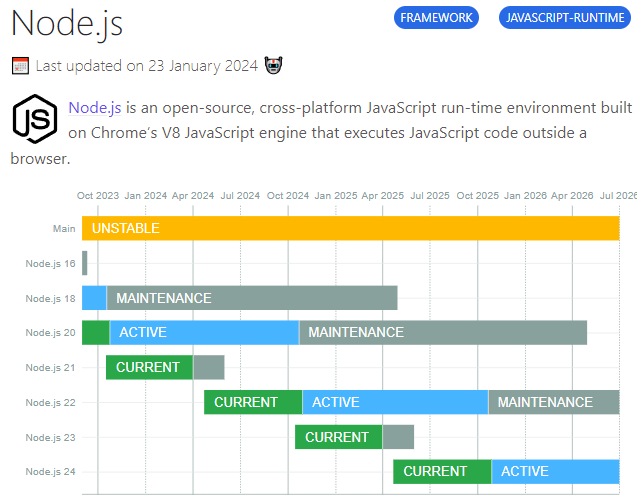 Node.js
FRAMEWORK
JAVASCRIPT-RUNTIME
Last updated on 23 January 2024
JS
Node.js is an open-source, cross-platform JavaScript run-time environment built
on Chrome's V8 JavaScript engine that executes JavaScript code outside a
browser.
Oct 2023 Jan 2024 Apr 2024 Jul 2024 Oct 2024 Jan 2025 Apr 2025 Jul 2025 Oct 2025 Jan 2026 Apr 2026 Jul 2026
Main UNSTABLE
Node.js 16
Node.js 18 MAINTENANCE
Node.js 20 ACTIVE MAINTENANCE
Node.js 21 CURRENT
Node.js 22 CURRENT ACTIVE MAINTENANCE
Node.js 23 CURRENT
Node.js 24 CURRENT ACTIVE